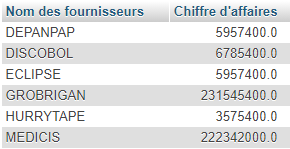 Nom des fournisseurs Chiffre d'affaires
DEPANPAP 5957400.0
DISCOBOL 6785400.0
ECLIPSE 5957400.0
GROBRIGAN 231545400.0
HURRYTAPE 3575400.0
MEDICIS 222342000.0